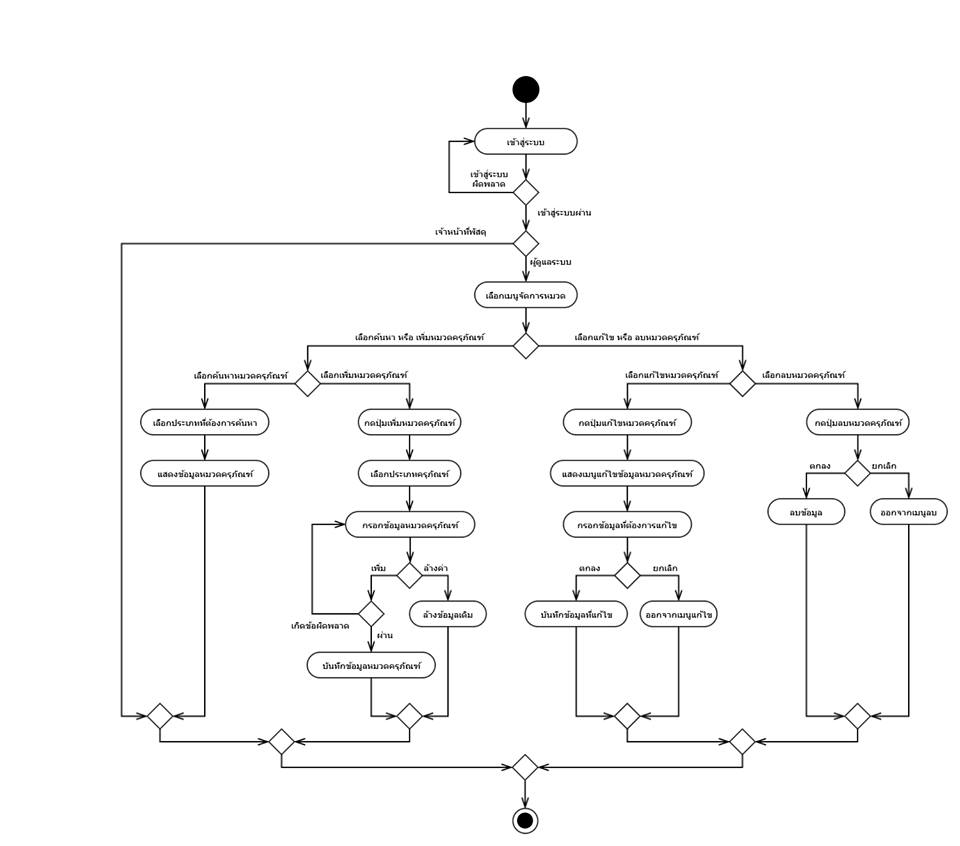 เข้าสู่ระบบ
เข้าสู่ระบบ
ผิดพลาด
เข้าสู่ระบบผ่าน
เจ้าหน้าที่พัสดุ
ผู้ดูแลระบบ
เลือกเมนูจัดการหมวด
เลือกค้นหา หรือ เพิ่มหมวดครุภัณฑ์
เลือกแก้ไข หรือ ลบหมวดครุภัณฑ์
เลือกค้นหาหมวดครุภัณฑ์
เลือกเพิ่มหมวดครุภัณฑ์
เลือกแก้ไขหมวดครุภัณฑ์
เลือกลบหมวดครุภัณฑ์
เลือกประเภทที่ต้องการค้นหา
กดปุ่มเพิ่มหมวดครุภัณฑ์
กดปุ่มแก้ไขหมวดครุภัณฑ์
กดปุ่มลบหมวดครุภัณฑ์
แสดงข้อมูลหมวดครุภัณฑ์
เลือกประเภทครุภัณฑ์
แสดงเมนูแก้ไขข้อมูลหมวดครุภัณฑ์
ตกลง
ยกเลิก
ลบข้อมูล
ออกจากเมนูลบ
กรอกข้อมูลหมวดครุภัณฑ์
กรอกข้อมูลที่ต้องการแก้ไข
เพิ่ม
ล้างค่า
ตกลง
ยกเลิก
ล้างข้อมูลเดิม
บันทึกข้อมูลที่แก้ไข
ออกจากเมนูแก้ไข
เกิดข้อผิดพลาด
ผ่าน
บันทึกข้อมูลหมวดครุภัณฑ์